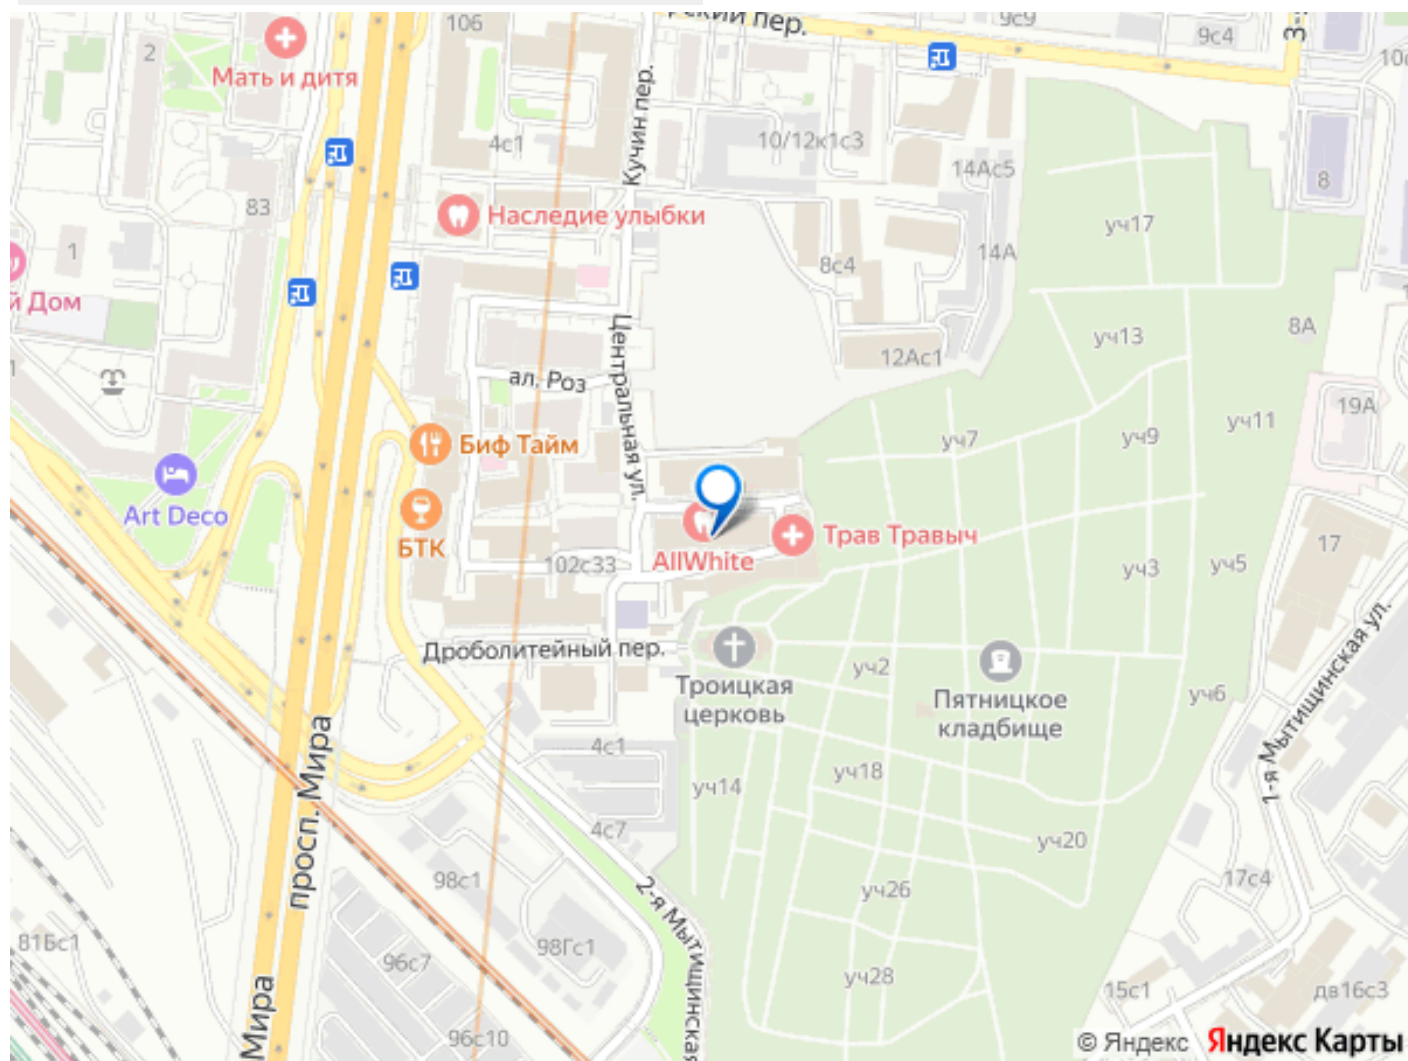 106
9с9
9с4
3-я
2
Мать и дитя
ский пер.
Кучин пер.
4с1
10/12к1с3
14Ас5
8
83
Наследие улыбки
уч17
1
14А
8с4
й Дом
8А
уч13
12Ас1
Центральная ул.
ал. Роз
19А
уч11
уч7
уч9
Биф Тайм
Art Deco
БТК
Трав Травыч
17
AllWhite
102с33
уч3
уч5
Дроболитейный пер.
уч2
Троицкая
церковь
Пятницкое
кладбище
уч6
1-я Мытищинская ул.
4с1
уч14
уч18
просп. Мира
4с7
уч20
98с1
17с4
уч26
2-я Мытищинская
81Бс1
98Гс1
96с7
уч28
15с1
дв16с3
Мира
96с10
© Яндекс Яндекс Карты